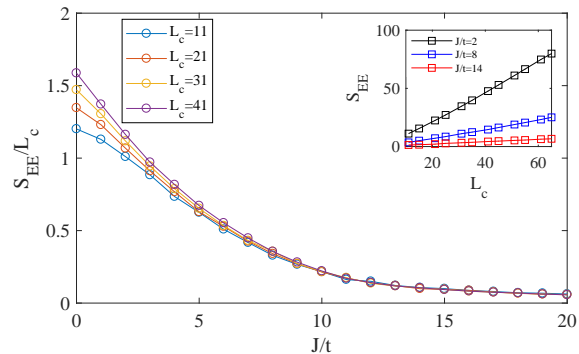 2
1.5
1
0.5
0
S_EE/L_c
0
5
10
15
20
J/t
L_c=11
L_c=21
L_c=31
L_c=41
100
50
0
S_EE
20
40
60
L_c
J/t=2
J/t=8
J/t=14